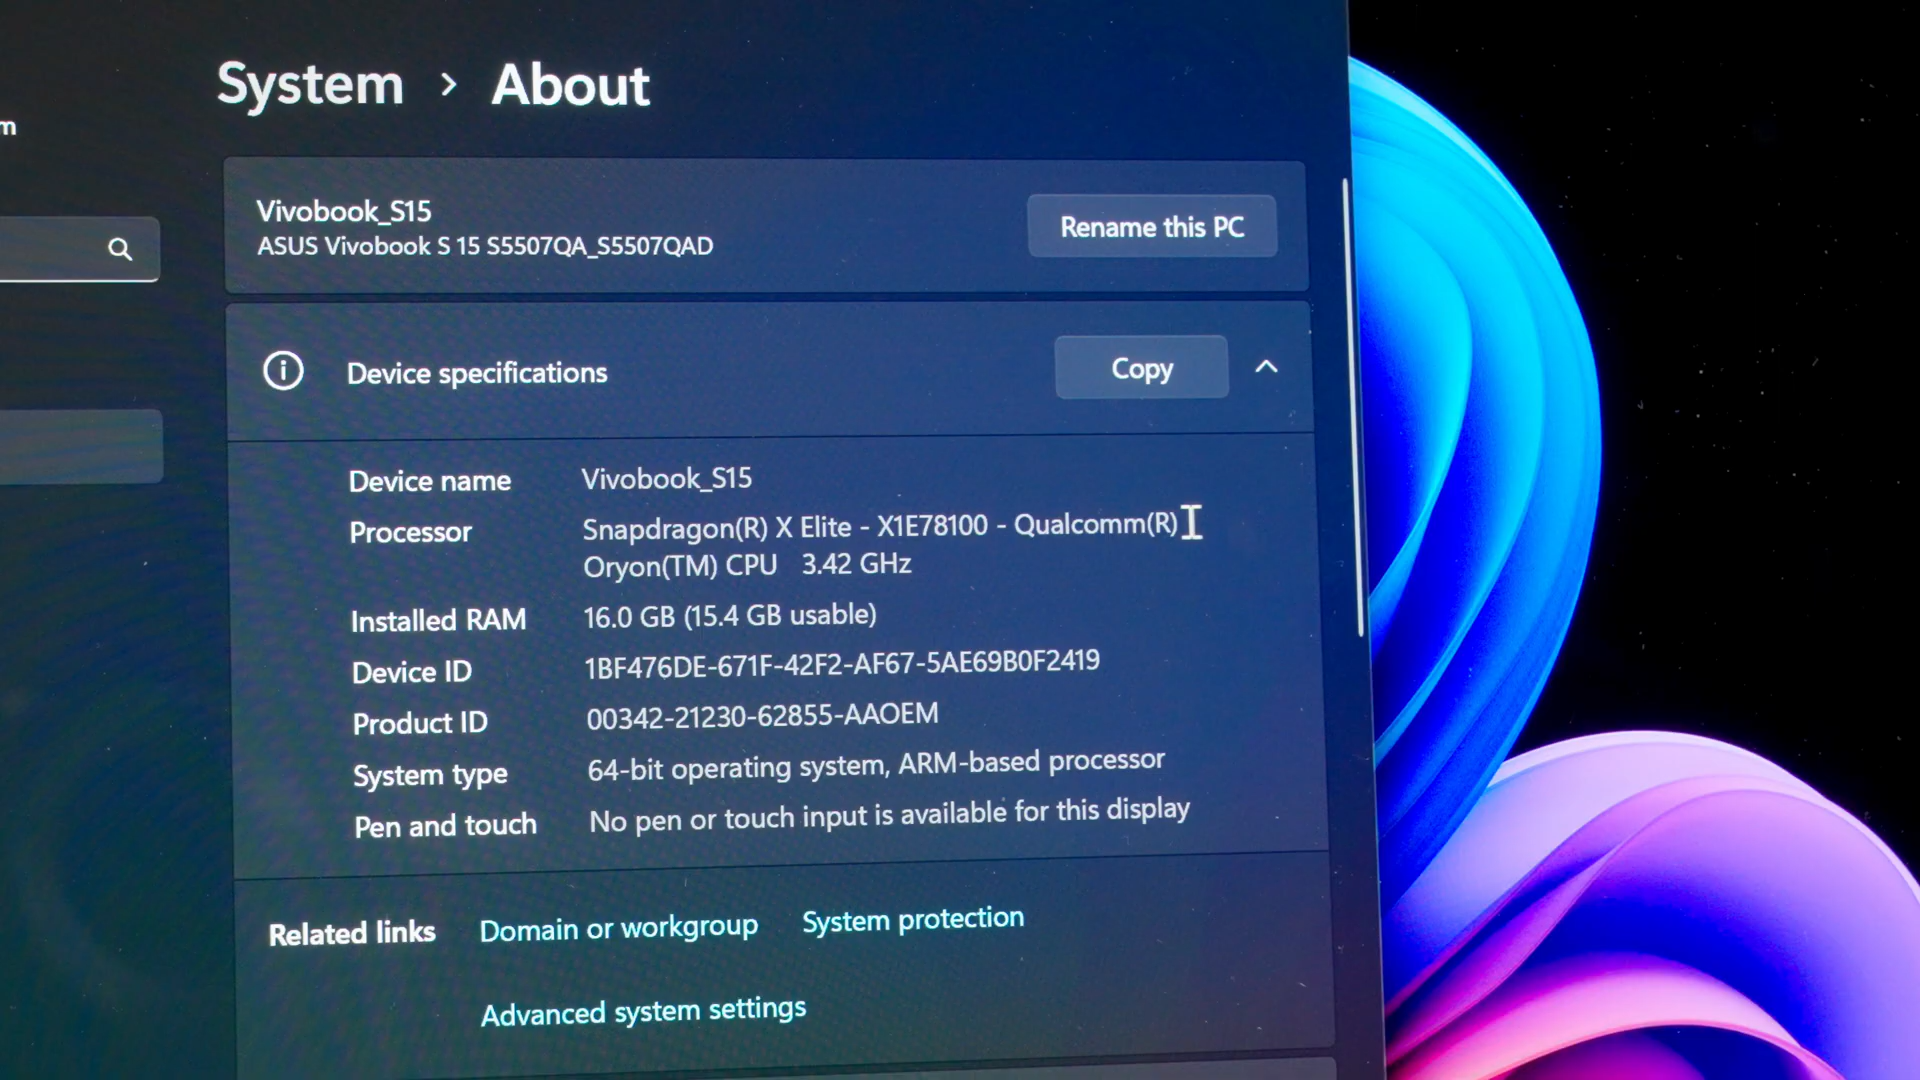 System > About
m
Vivobook_S15
ASUS Vivobook S 15 S5507QA_S5507QAD
Rename this PC
Device specifications
Copy
Device name Vivobook_S15
Processor Snapdragon(R) X Elite - X1E78100 - Qualcomm(R)
Oryon(TM) CPU 3.42 GHz
Installed RAM 16.0 GB (15.4 GB usable)
Device ID 1BF476DE-671F-42F2-AF67-5AE69B0F2419
Product ID 00342-21230-62855-AAOEM
System type 64-bit operating system, ARM-based processor
Pen and touch No pen or touch input is available for this display
Related links Domain or workgroup System protection
Advanced system settings